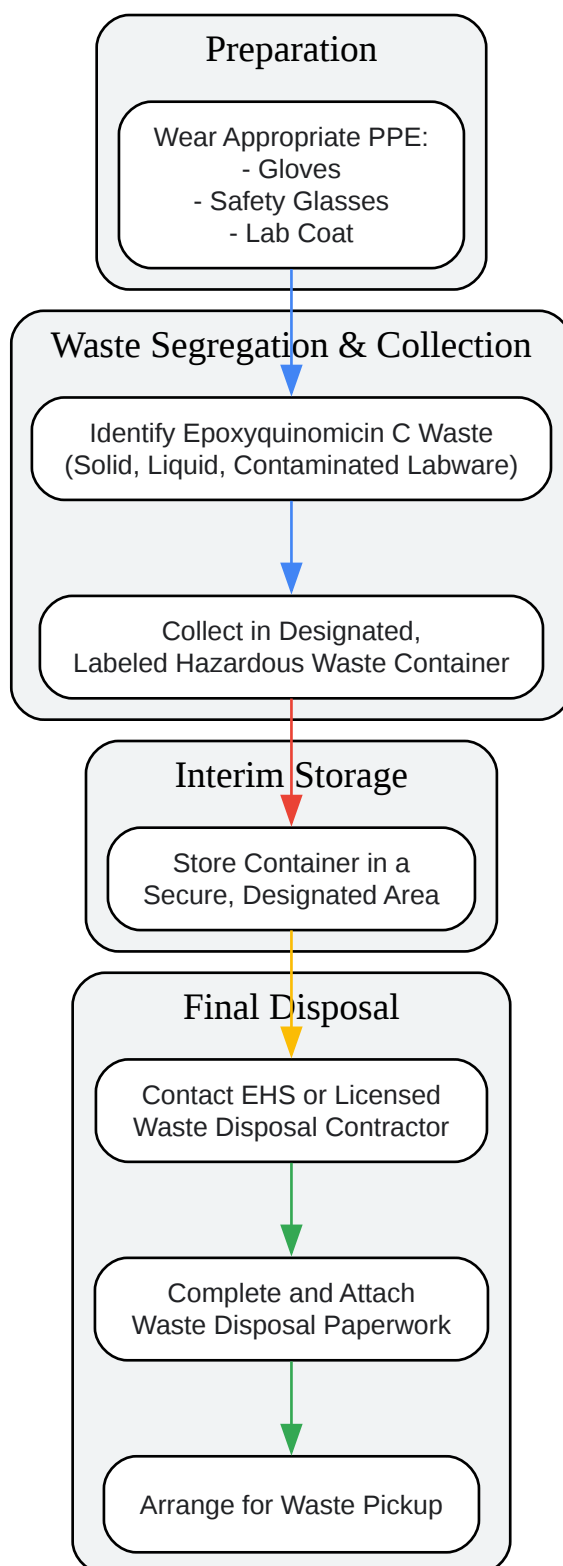 Preparation
Wear Appropriate PPE:
- Gloves
- Safety Glasses
- Lab Coat
Waste Segregation & Collection
Identify Epoxyquinomicin C Waste
(Solid, Liquid, Contaminated Labware)
Collect in Designated,
Labeled Hazardous Waste Container
Interim Storage
Store Container in a
Secure, Designated Area
Final Disposal
Contact EHS or Licensed
Waste Disposal Contractor
Complete and Attach
Waste Disposal Paperwork
Arrange for Waste Pickup